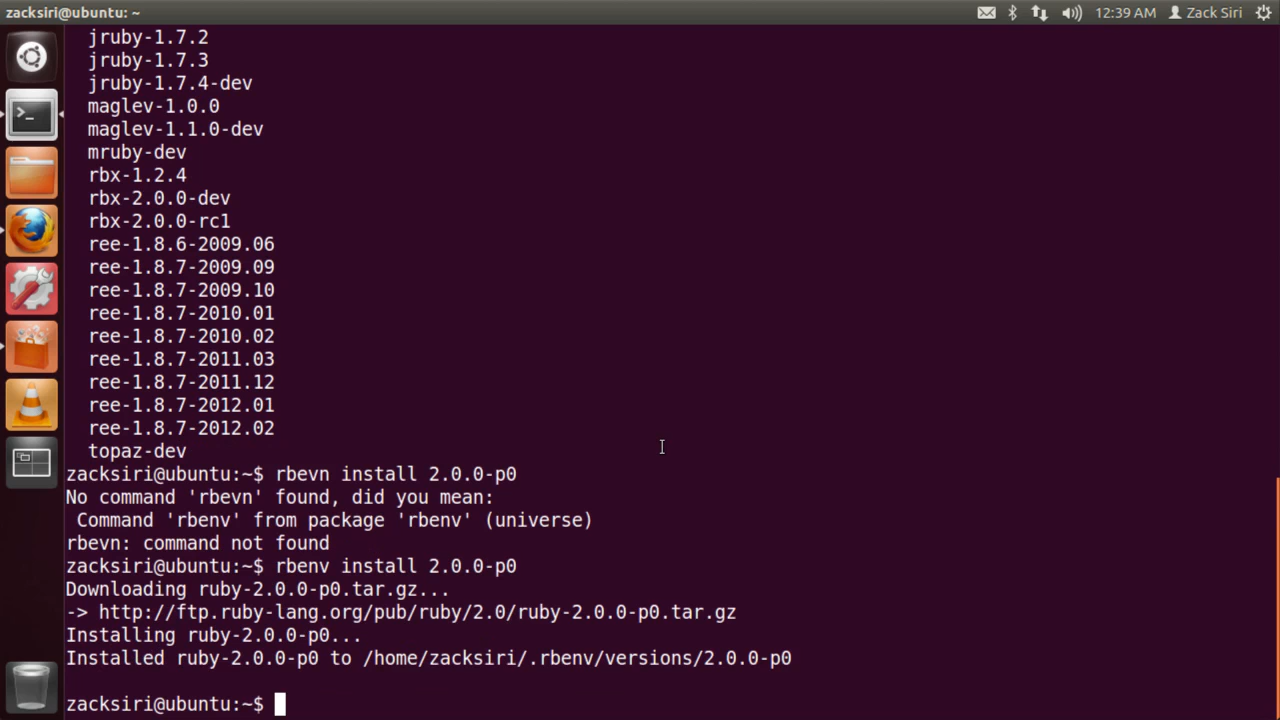 zacksiri@ubuntu: ~
12:39 AM
Zack Siri
jruby-1.7.2
jruby-1.7.3
jruby-1.7.4-dev
maglev-1.0.0
maglev-1.1.0-dev
mruby-dev
rbx-1.2.4
rbx-2.0.0-dev
rbx-2.0.0-rc1
ree-1.8.6-2009.06
ree-1.8.7-2009.09
ree-1.8.7-2009.10
ree-1.8.7-2010.01
ree-1.8.7-2010.02
ree-1.8.7-2011.03
ree-1.8.7-2011.12
ree-1.8.7-2012.01
ree-1.8.7-2012.02
topaz-dev
zacksiri@ubuntu:~$ rbevn install 2.0.0-p0
No command 'rbevn' found, did you mean:
Command 'rbenv' from package 'rbenv' (universe)
rbevn: command not found
zacksiri@ubuntu:~$ rbenv install 2.0.0-p0
Downloading ruby-2.0.0-p0.tar.gz...
-> http://ftp.ruby-lang.org/pub/ruby/2.0/ruby-2.0.0-p0.tar.gz
Installing ruby-2.0.0-p0...
Installed ruby-2.0.0-p0 to /home/zacksiri/.rbenv/versions/2.0.0-p0
zacksiri@ubuntu:~$